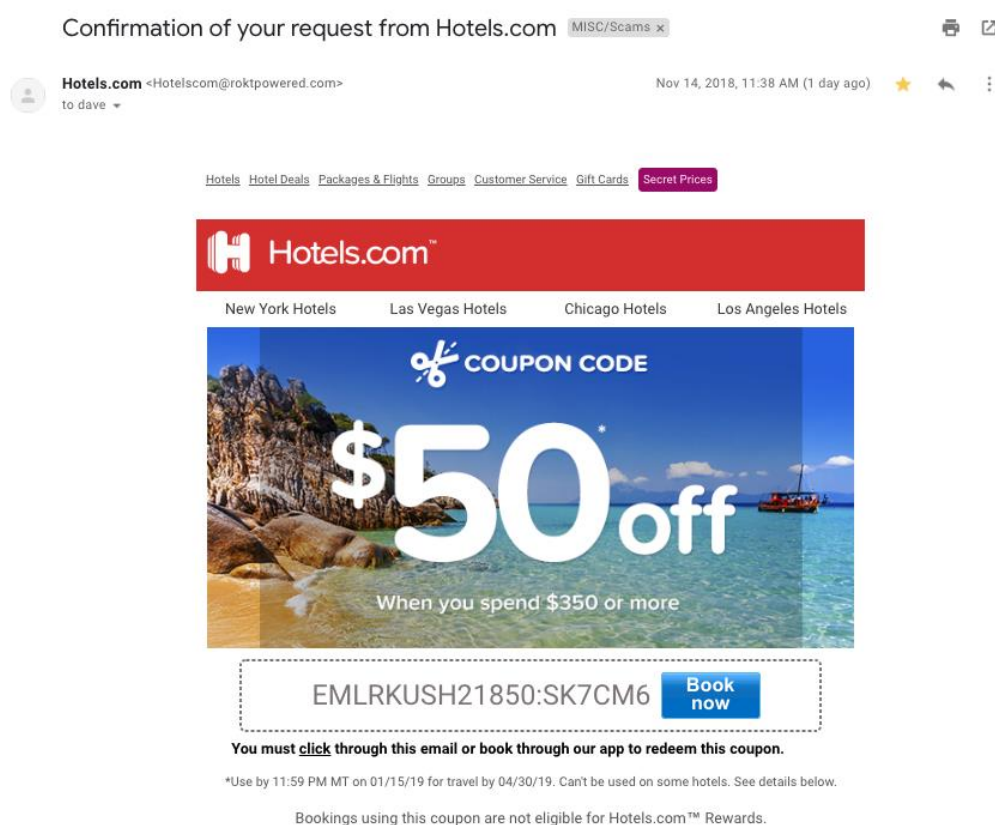 Confirmation of your request from Hotels.com MISC/Scams x
Hotels.com <Hotelscom@roktpowered.com> Nov 14, 2018, 11:38 AM (1 day ago)
to dave
Hotels Hotel Deals Packages & Flights Groups Customer Service Gift Cards Secret Prices
H Hotels.com™
New York Hotels Las Vegas Hotels Chicago Hotels Los Angeles Hotels
COUPON CODE
$50* off
When you spend $350 or more
EMLRKUSH21850:SK7CM6 Book now
You must click through this email or book through our app to redeem this coupon.
*Use by 11:59 PM MT on 01/15/19 for travel by 04/30/19. Can't be used on some hotels. See details below.
Bookings using this coupon are not eligible for Hotels.com™ Rewards.